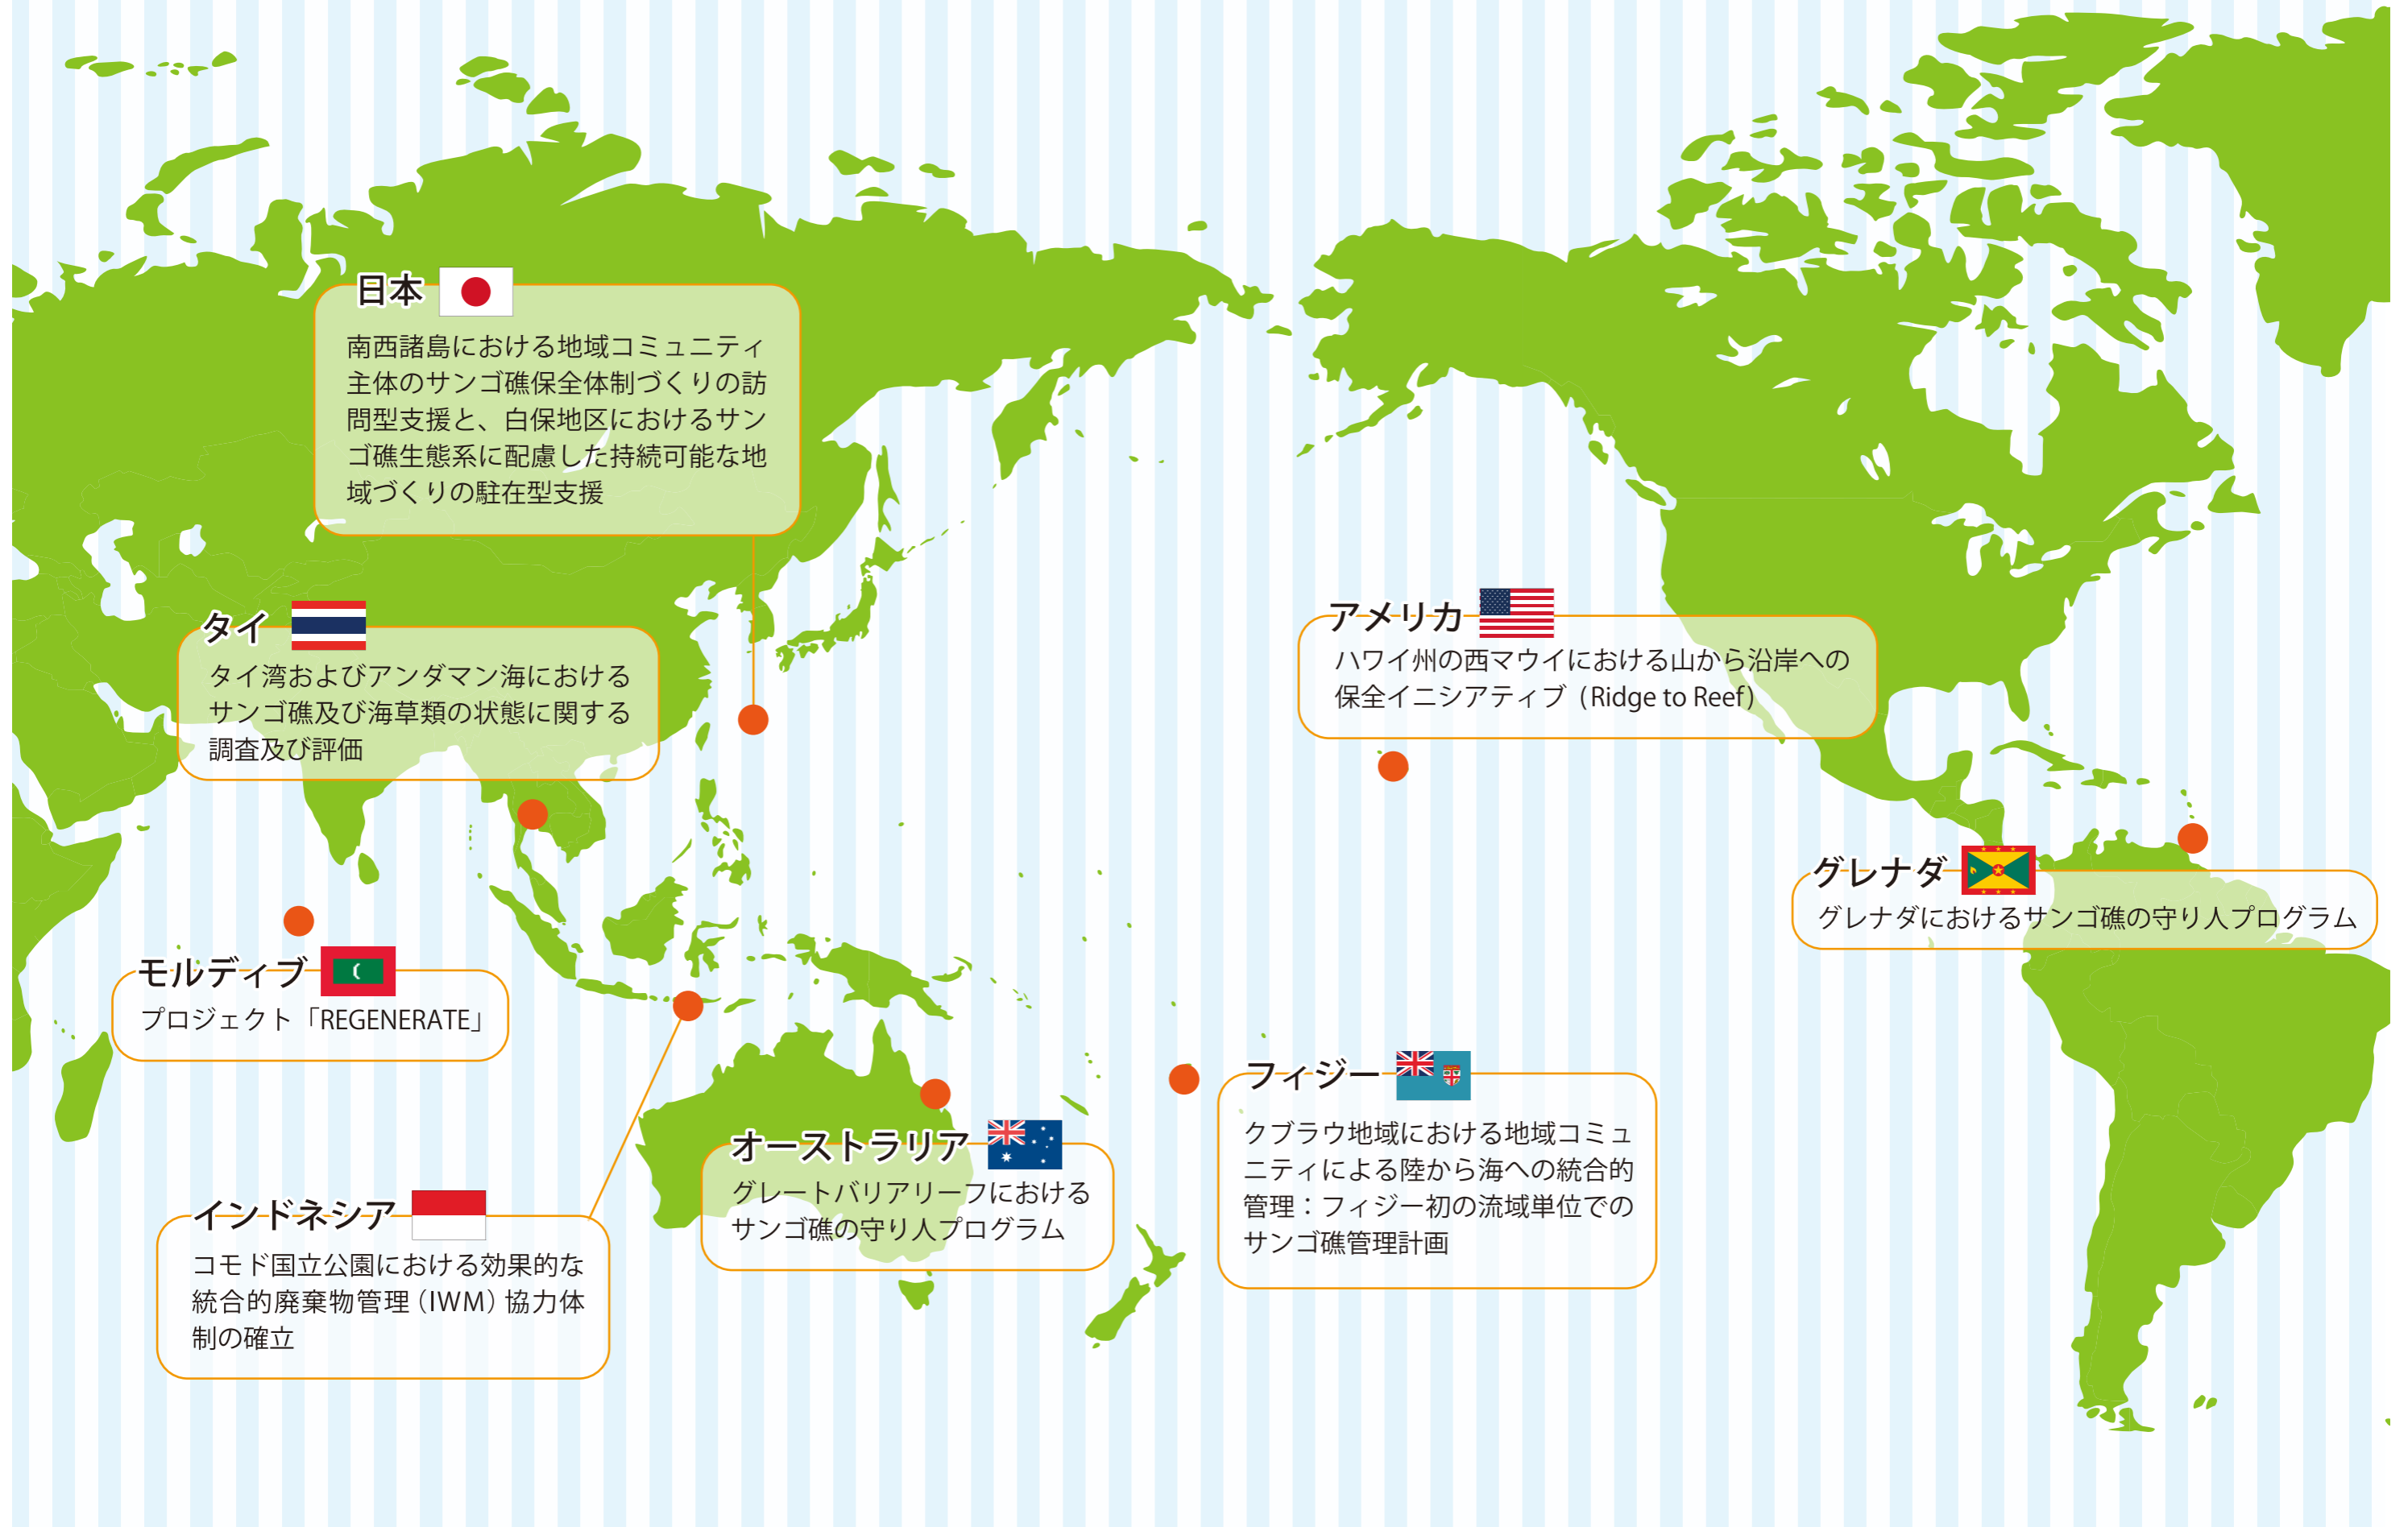 日本
南西諸島における地域コミュニティ
主体のサンゴ礁保全体制づくりの訪
問型支援と、白保地区におけるサン
ゴ礁生態系に配慮した持続可能な地
域づくりの駐在型支援
タイ
タイ湾およびアンダマン海における
サンゴ礁及び海草類の状態に関する
調査及び評価
アメリカ
ハワイ州の西マウイにおける山から沿岸への
保全イニシアティブ（Ridge to Reef）
グレナダ
グレナダにおけるサンゴ礁の守り人プログラム
モルディブ
プロジェクト「REGENERATE」
フィジー
クブラウ地域における地域コミュ
ニティによる陸から海への統合的
管理：フィジー初の流域単位での
サンゴ礁管理計画
オーストラリア
グレートバリアリーフにおける
サンゴ礁の守り人プログラム
インドネシア
コモド国立公園における効果的な
統合的廃棄物管理（IWM）協力体
制の確立